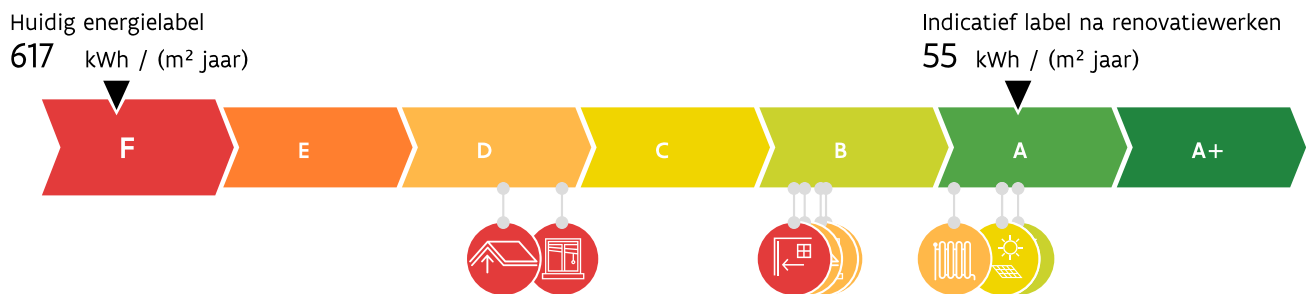 Huidig energielabel
617 kWh / (m² jaar)
Indicatief label na renovatiewerken
55 kWh / (m² jaar)
F E D C B A A+